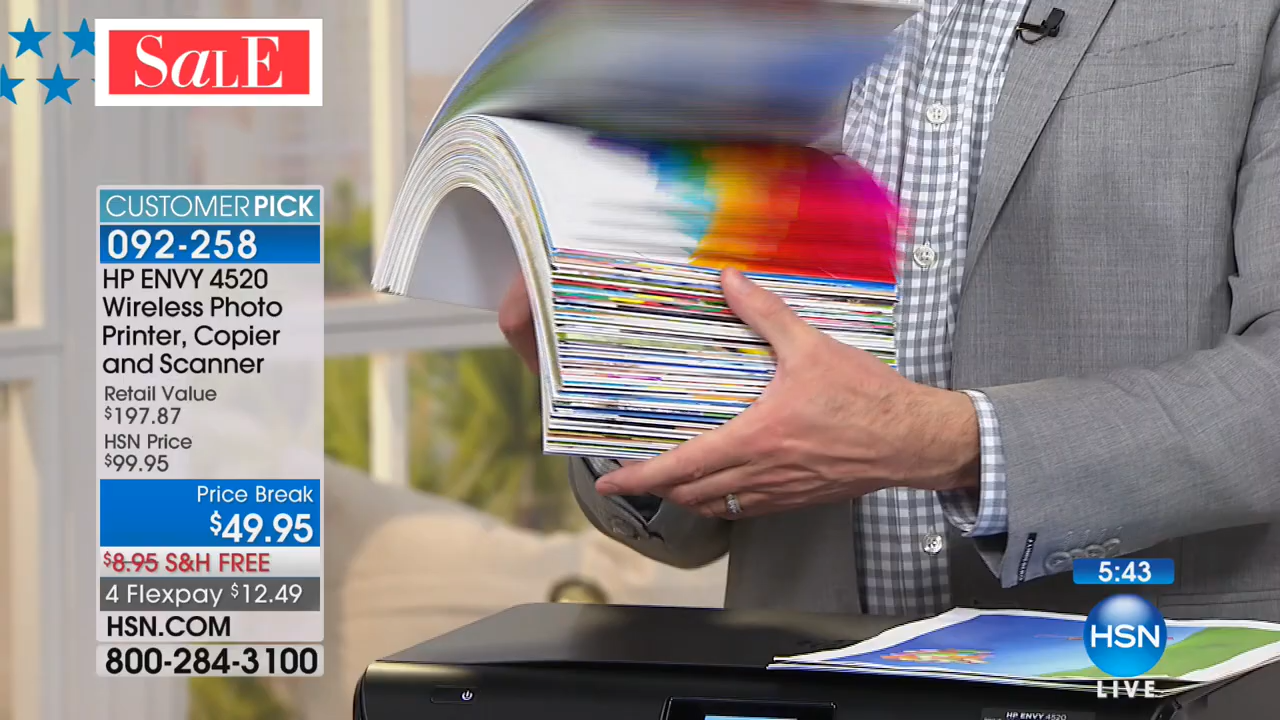 SALE
CUSTOMER PICK
092-258
HP ENVY 4520
Wireless Photo
Printer, Copier
and Scanner
Retail Value
$197.87
HSN Price
$99.95
Price Break
$49.95
$8.95 S&H FREE
4 Flexpay $12.49
HSN.COM
800-284-3100
5:43
HSN
LIVE
HP ENVY 4520